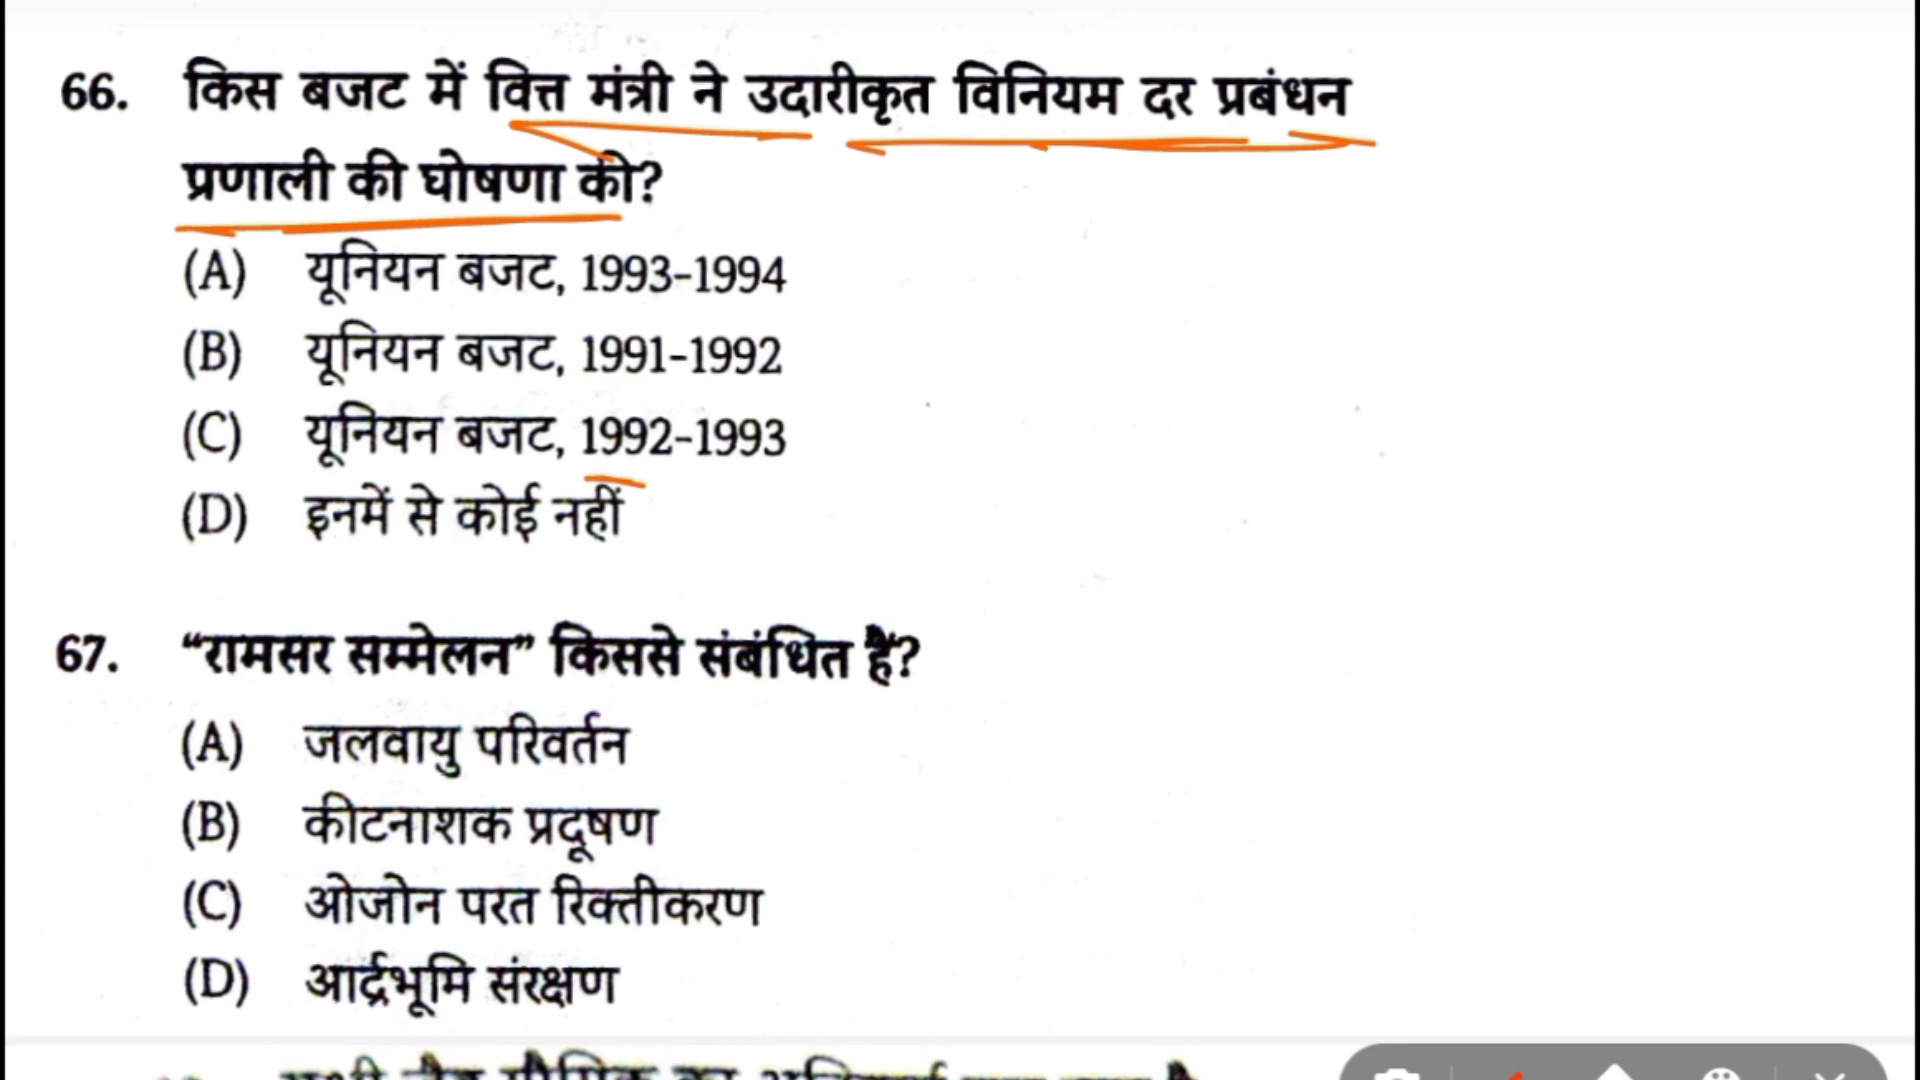 66. किस बजट में वित्त मंत्री ने उदारीकृत विनियम दर प्रबंधन
प्रणाली की घोषणा की?
(A) यूनियन बजट, 1993-1994
(B) यूनियन बजट, 1991-1992
(C) यूनियन बजट, 1992-1993
(D) इनमें से कोई नहीं
67. “रामसर सम्मेलन” किससे संबंधित है?
(A) जलवायु परिवर्तन
(B) कीटनाशक प्रदूषण
(C) ओजोन परत रिक्तीकरण
(D) आर्द्रभूमि संरक्षण